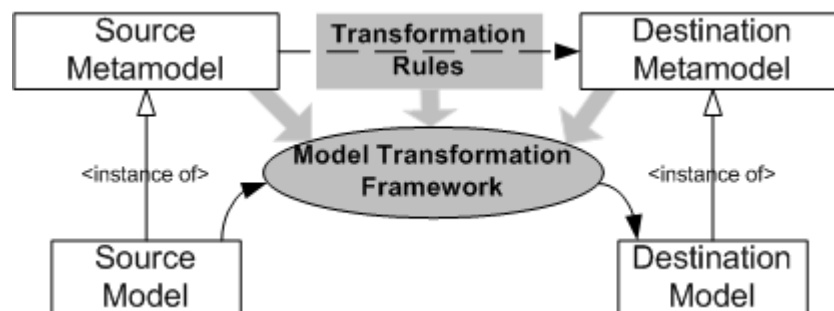 Source
Metamodel
Transformation
Rules
Destination
Metamodel
Model Transformation
Framework
<instance of>
<instance of>
Source
Model
Destination
Model